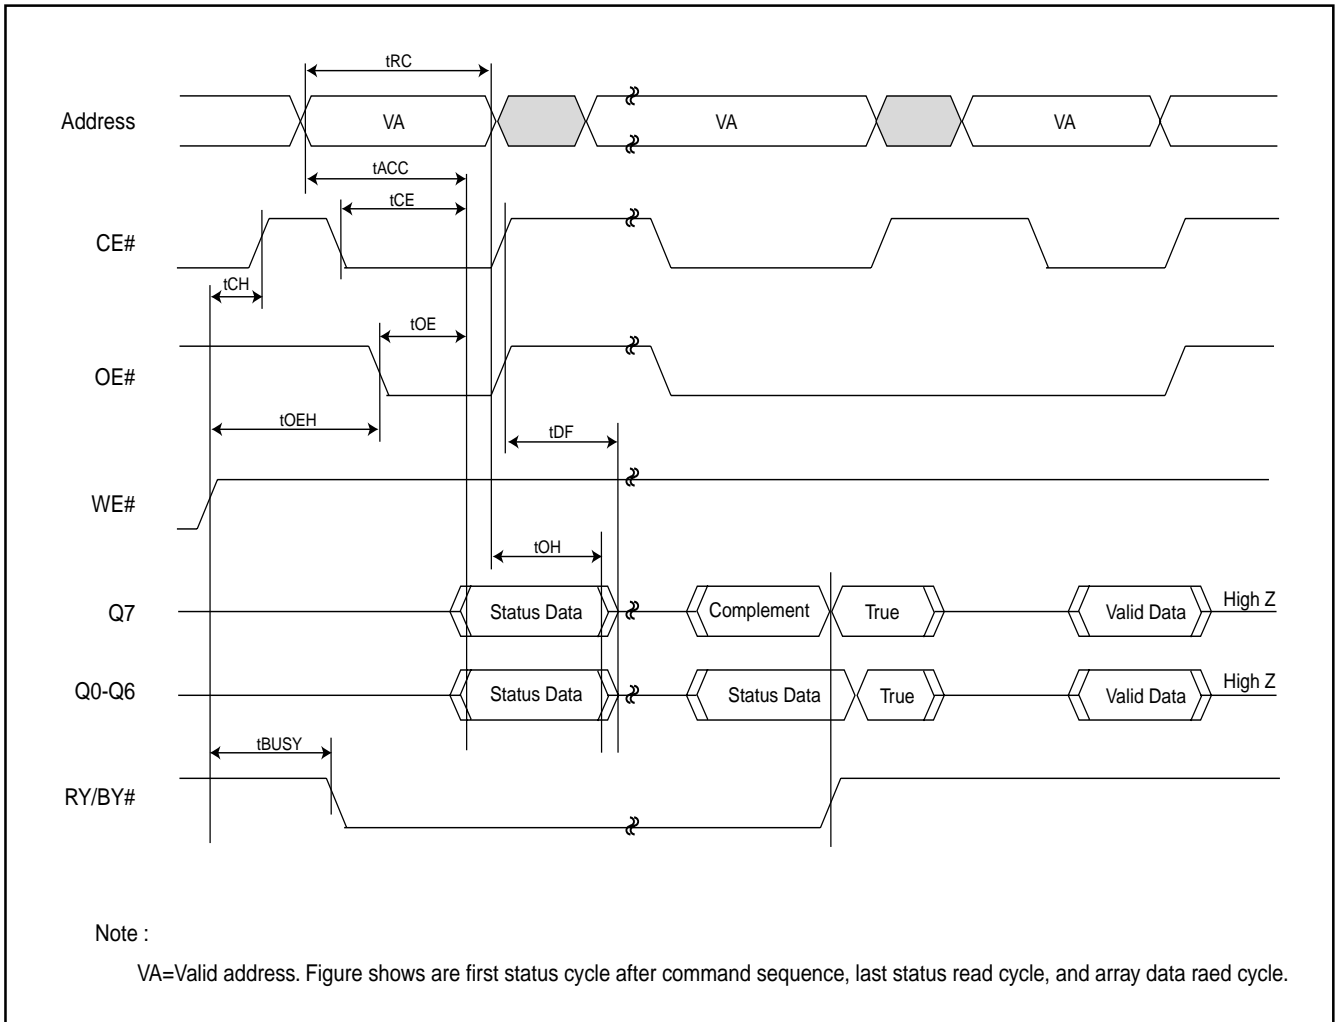 tRC
Address VA VA VA
tACC
tCE
CE#
tCH
tOE
OE#
tOEH
tDF
WE#
tOH
Q7 Status Data Complement True Valid Data High Z
Q0-Q6 Status Data Status Data True Valid Data High Z
tBUSY
RY/BY#
Note :
VA=Valid address. Figure shows are first status cycle after command sequence, last status read cycle, and array data raed cycle.